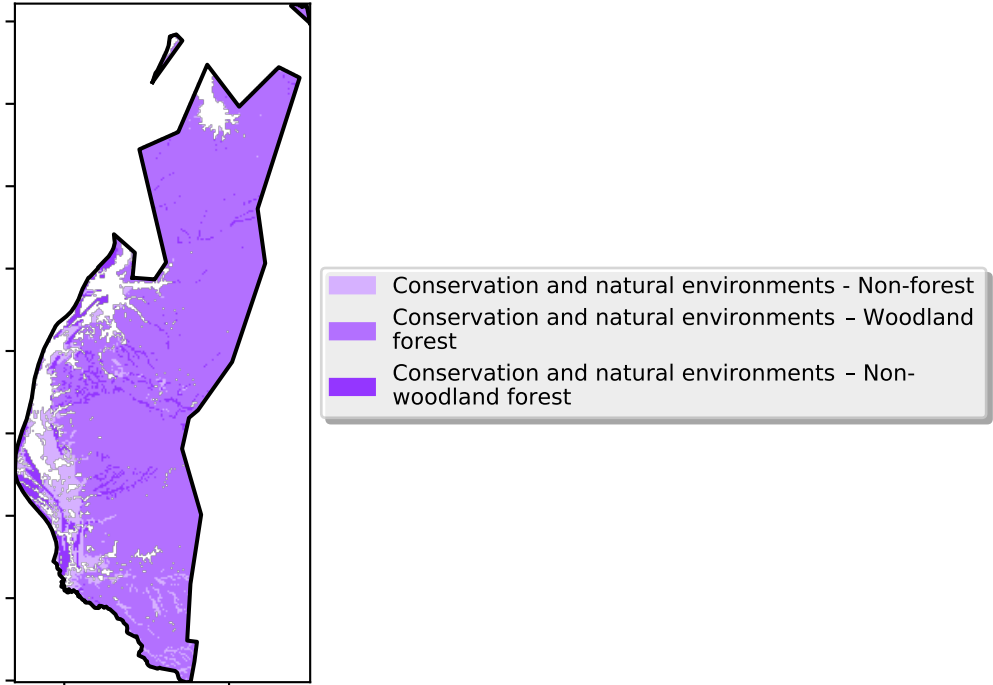 Conservation and natural environments - Non-forest
Conservation and natural environments – Woodland
forest
Conservation and natural environments – Non-
woodland forest